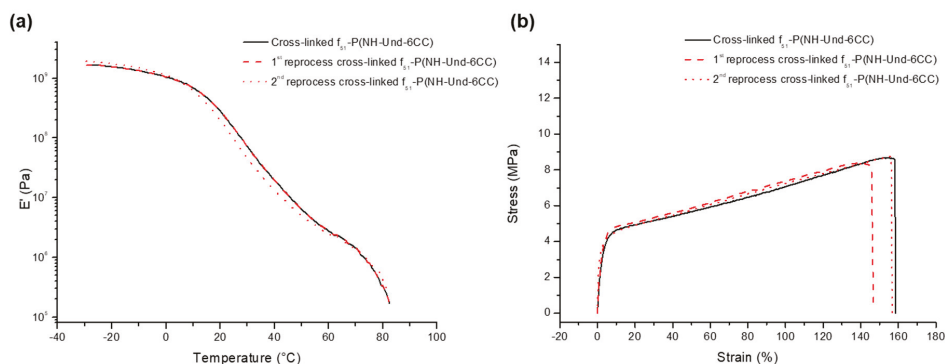 (a)
Cross-linked f₅₁-P(NH-Und-6CC)
1ˢᵗ reprocess cross-linked f₅₁-P(NH-Und-6CC)
2ⁿᵈ reprocess cross-linked f₅₁-P(NH-Und-6CC)
10⁹
10⁸
10⁷
10⁶
10⁵
E' (Pa)
-40 -20 0 20 40 60 80 100
Temperature (°C)
(b)
Cross-linked f₅₁-P(NH-Und-6CC)
1ˢᵗ reprocess cross-linked f₅₁-P(NH-Und-6CC)
2ⁿᵈ reprocess cross-linked f₅₁-P(NH-Und-6CC)
14
12
10
8
6
4
2
0
Stress (MPa)
-20 0 20 40 60 80 100 120 140 160 180
Strain (%)